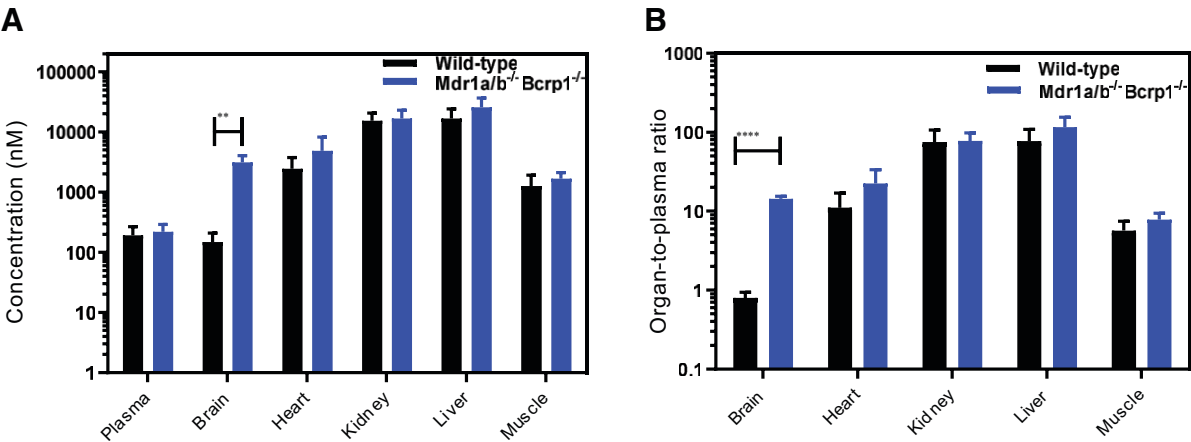 A
Concentration (nM)
100000
10000
1000
100
10
1
Wild-type
Mdr1a/b-/- Bcrp1-/-
**
Plasma
Brain
Heart
Kidney
Liver
Muscle
B
Organ-to-plasma ratio
1000
100
10
1
0.1
Wild-type
Mdr1a/b-/- Bcrp1-/-
****
Brain
Heart
Kidney
Liver
Muscle